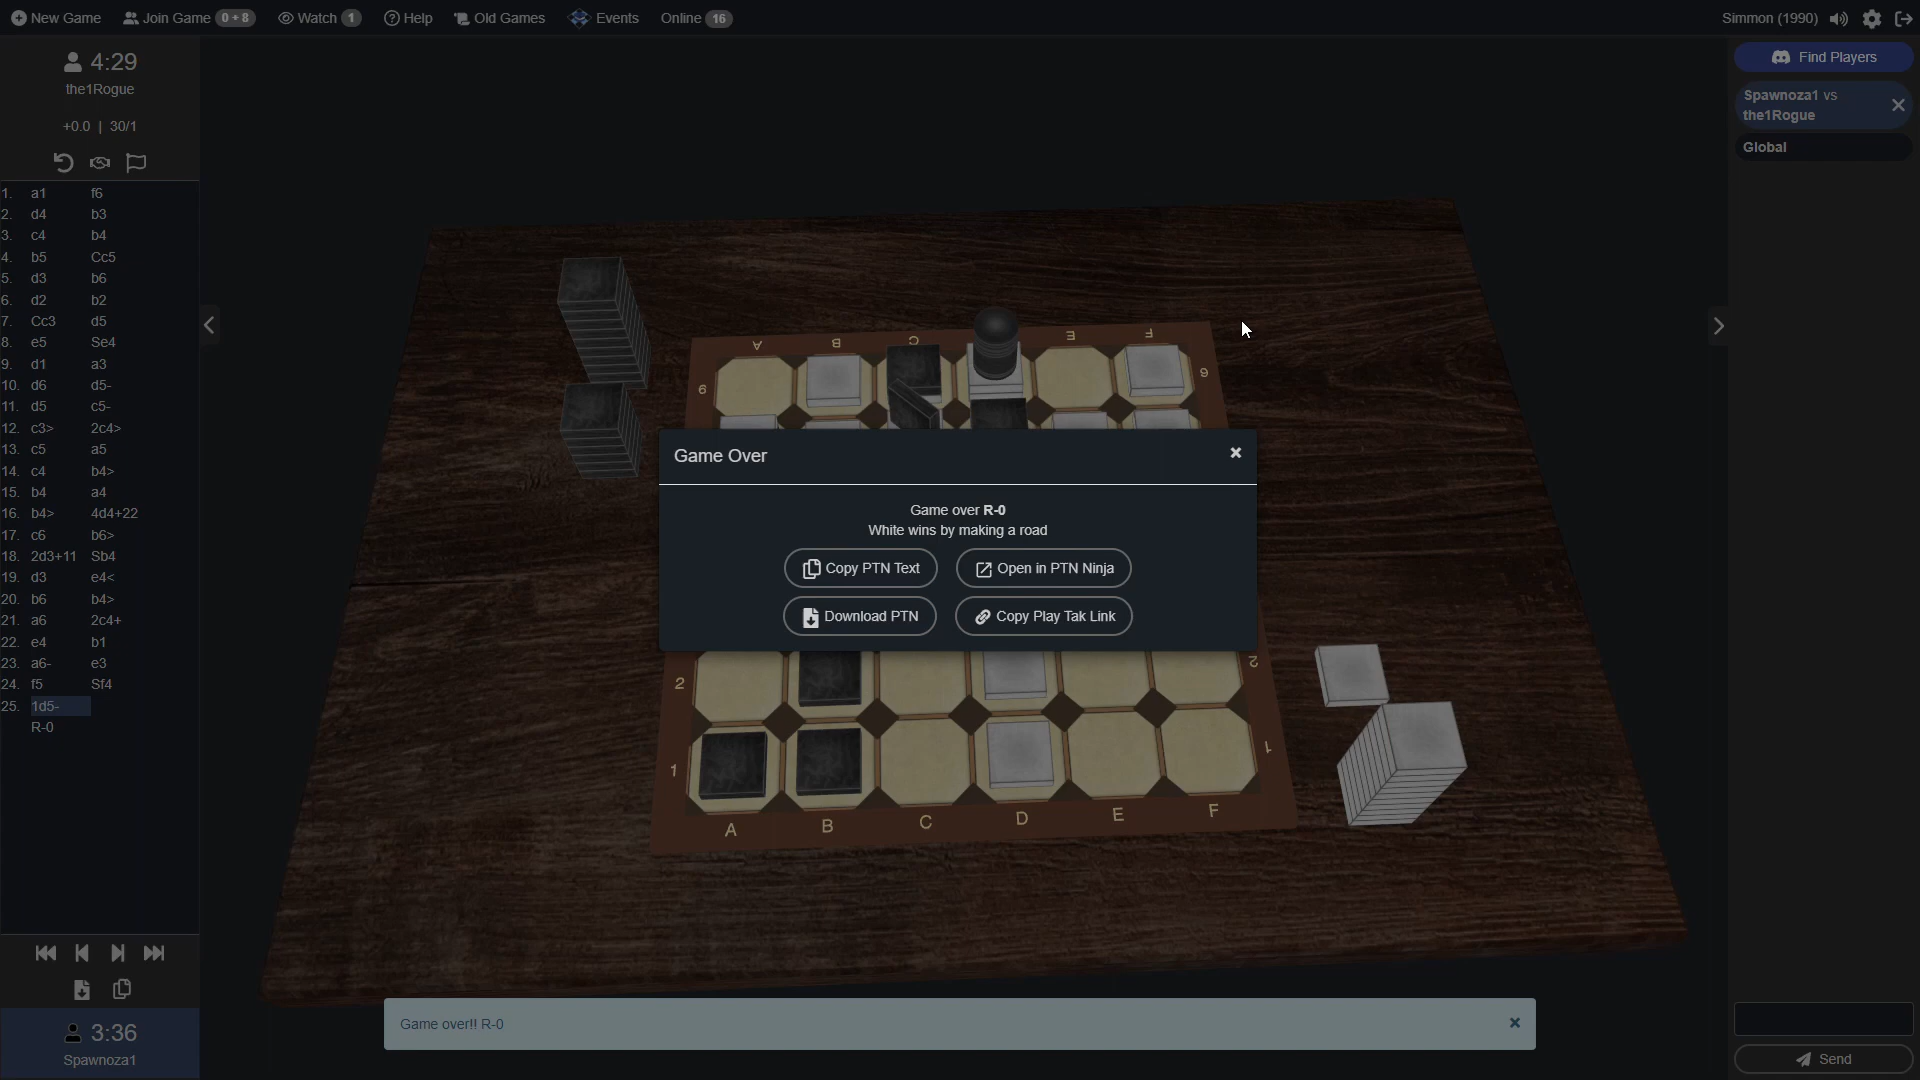 New Game
Join Game 0+8
Watch 1
Help
Old Games
Events
Online 16
Simmon (1990)
4:29
the1Rogue
+0.0 | 30/1
1. a1 f6
2. d4 b3
3. c4 b4
4. b5 Cc5
5. d3 b6
6. d2 b2
7. Cc3 d5
8. e5 Se4
9. d1 a3
10. d6 d5-
11. d5 c5-
12. c3> 2c4>
13. c5 a5
14. c4 b4>
15. b4 a4
16. b4> 4d4+22
17. c6 b6>
18. 2d3+11 Sb4
19. d3 e4<
20. b6 b4>
21. a6 2c4+
22. e4 b1
23. a6- e3
24. f5 Sf4
25. 1d5-
R-0
3:36
Spawnoza1
A B C E F
6 6
Game Over
Game over R-0
White wins by making a road
Copy PTN Text
Open in PTN Ninja
Download PTN
Copy Play Tak Link
2 2
1 1
A B C D E F
Game over!! R-0
Find Players
Spawnoza1 vs
the1Rogue
Global
Send